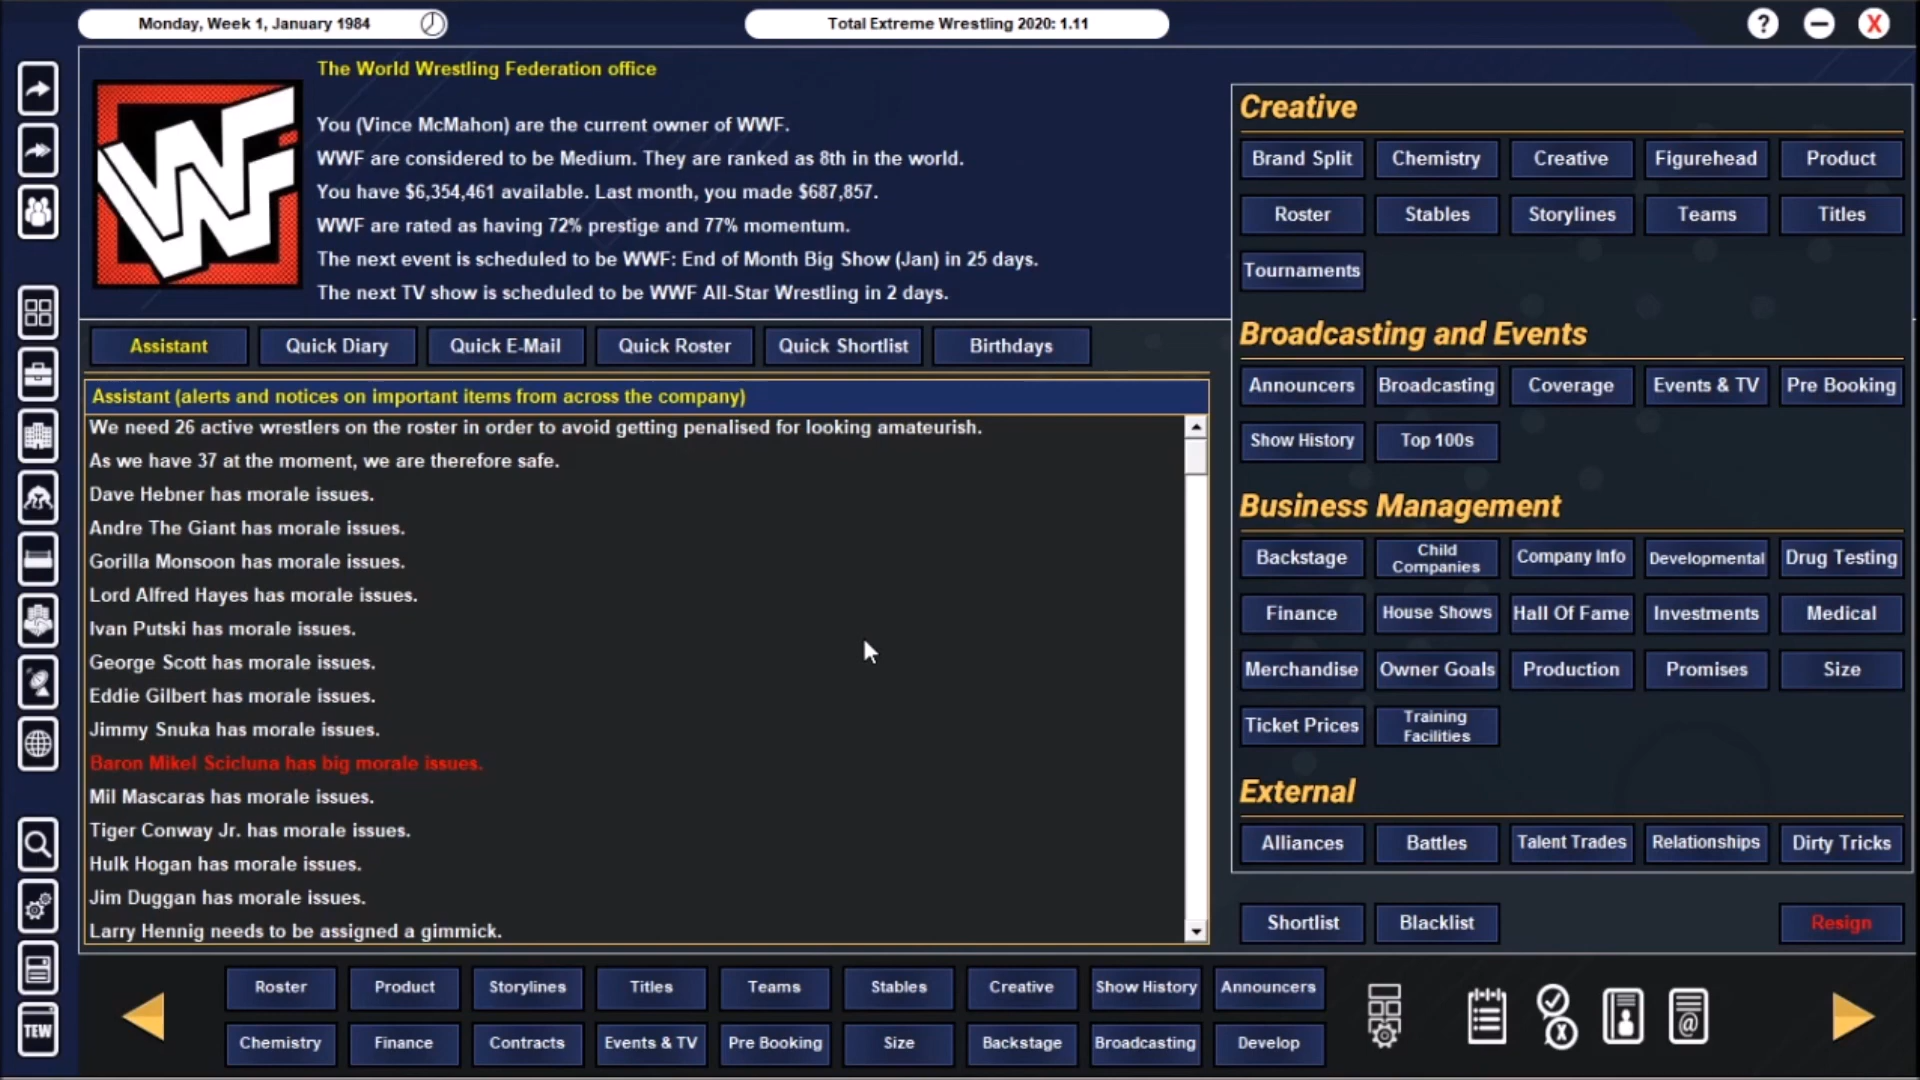 Monday, Week 1, January 1984
Total Extreme Wrestling 2020: 1.11
?
X
WWF
The World Wrestling Federation office
You (Vince McMahon) are the current owner of WWF.
WWF are considered to be Medium. They are ranked as 8th in the world.
You have $6,354,461 available. Last month, you made $687,857.
WWF are rated as having 72% prestige and 77% momentum.
The next event is scheduled to be WWF: End of Month Big Show (Jan) in 25 days.
The next TV show is scheduled to be WWF All-Star Wrestling in 2 days.
Assistant Quick Diary Quick E-Mail Quick Roster Quick Shortlist Birthdays
Assistant (alerts and notices on important items from across the company)
We need 26 active wrestlers on the roster in order to avoid getting penalised for looking amateurish.
As we have 37 at the moment, we are therefore safe.
Dave Hebner has morale issues.
Andre The Giant has morale issues.
Gorilla Monsoon has morale issues.
Lord Alfred Hayes has morale issues.
Ivan Putski has morale issues.
George Scott has morale issues.
Eddie Gilbert has morale issues.
Jimmy Snuka has morale issues.
Baron Mikel Scicluna has big morale issues.
Mil Mascaras has morale issues.
Tiger Conway Jr. has morale issues.
Hulk Hogan has morale issues.
Jim Duggan has morale issues.
Larry Hennig needs to be assigned a gimmick.
Creative
Brand Split Chemistry Creative Figurehead Product
Roster Stables Storylines Teams Titles
Tournaments
Broadcasting and Events
Announcers Broadcasting Coverage Events & TV Pre Booking
Show History Top 100s
Business Management
Backstage Child Companies Company Info Developmental Drug Testing
Finance House Shows Hall Of Fame Investments Medical
Merchandise Owner Goals Production Promises Size
Ticket Prices Training Facilities
External
Alliances Battles Talent Trades Relationships Dirty Tricks
Shortlist Blacklist Resign
TEW
Roster Product Storylines Titles Teams Stables Creative Show History Announcers
Chemistry Finance Contracts Events & TV Pre Booking Size Backstage Broadcasting Develop